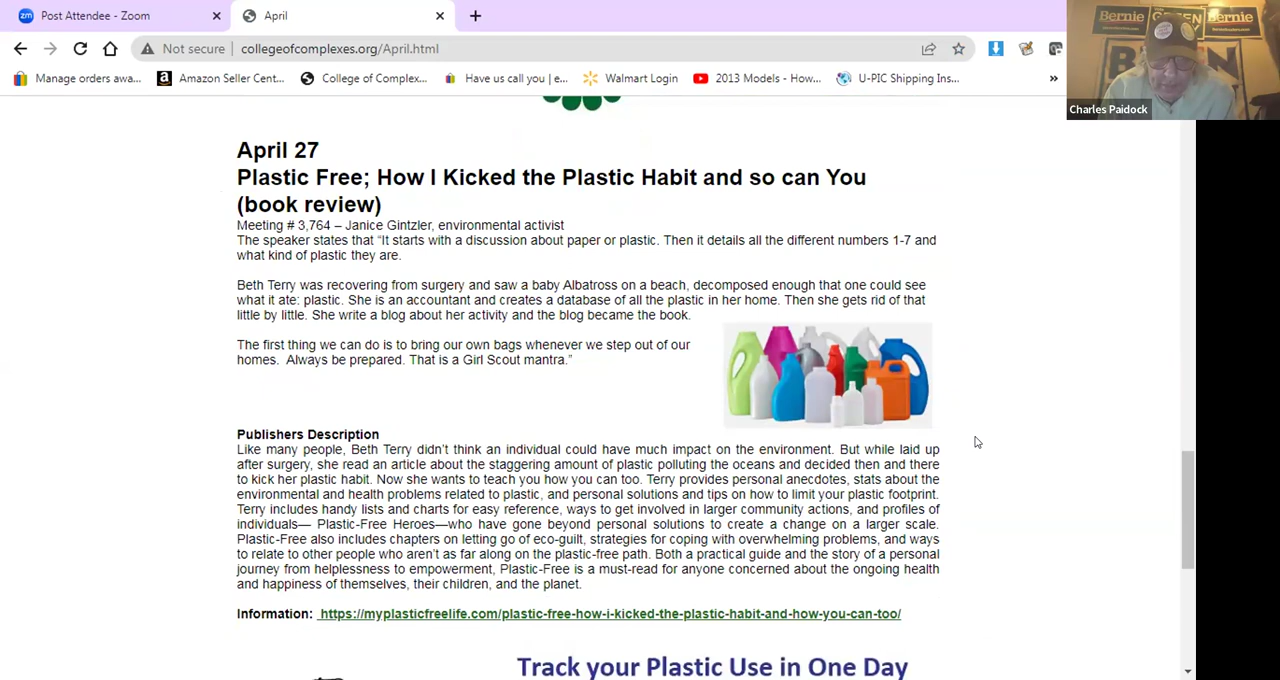 Post Attendee - Zoom
April
Not secure
collegeofcomplexes.org/April.html
Manage orders awa...
Amazon Seller Cent...
College of Complex...
Have us call you | e...
Walmart Login
2013 Models - How...
U-PIC Shipping Ins...
Bernie
Bernie
Charles Paidock
April 27
Plastic Free; How I Kicked the Plastic Habit and so can You
(book review)
Meeting # 3,764 – Janice Gintzler, environmental activist
The speaker states that “It starts with a discussion about paper or plastic. Then it details all the different numbers 1-7 and
what kind of plastic they are.
Beth Terry was recovering from surgery and saw a baby Albatross on a beach, decomposed enough that one could see
what it ate: plastic. She is an accountant and creates a database of all the plastic in her home. Then she gets rid of that
little by little. She write a blog about her activity and the blog became the book.
The first thing we can do is to bring our own bags whenever we step out of our
homes. Always be prepared. That is a Girl Scout mantra.”
Publishers Description
Like many people, Beth Terry didn’t think an individual could have much impact on the environment. But while laid up
after surgery, she read an article about the staggering amount of plastic polluting the oceans and decided then and there
to kick her plastic habit. Now she wants to teach you how you can too. Terry provides personal anecdotes, stats about the
environmental and health problems related to plastic, and personal solutions and tips on how to limit your plastic footprint.
Terry includes handy lists and charts for easy reference, ways to get involved in larger community actions, and profiles of
individuals— Plastic-Free Heroes—who have gone beyond personal solutions to create a change on a larger scale.
Plastic-Free also includes chapters on letting go of eco-guilt, strategies for coping with overwhelming problems, and ways
to relate to other people who aren’t as far along on the plastic-free path. Both a practical guide and the story of a personal
journey from helplessness to empowerment, Plastic-Free is a must-read for anyone concerned about the ongoing health
and happiness of themselves, their children, and the planet.
Information: https://myplasticfreelife.com/plastic-free-how-i-kicked-the-plastic-habit-and-how-you-can-too/
Track your Plastic Use in One Day